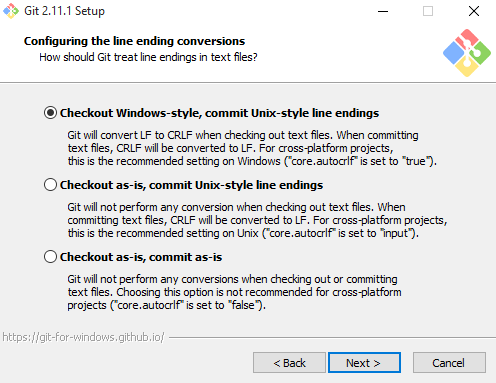 Git 2.11.1 Setup
Configuring the line ending conversions
How should Git treat line endings in text files?
Checkout Windows-style, commit Unix-style line endings
Git will convert LF to CRLF when checking out text files. When committing
text files, CRLF will be converted to LF. For cross-platform projects,
this is the recommended setting on Windows ("core.autocrlf" is set to "true").
Checkout as-is, commit Unix-style line endings
Git will not perform any conversion when checking out text files. When
committing text files, CRLF will be converted to LF. For cross-platform projects,
this is the recommended setting on Unix ("core.autocrlf" is set to "input").
Checkout as-is, commit as-is
Git will not perform any conversions when checking out or committing
text files. Choosing this option is not recommended for cross-platform
projects ("core.autocrlf" is set to "false").
https://git-for-windows.github.io/
< Back Next > Cancel